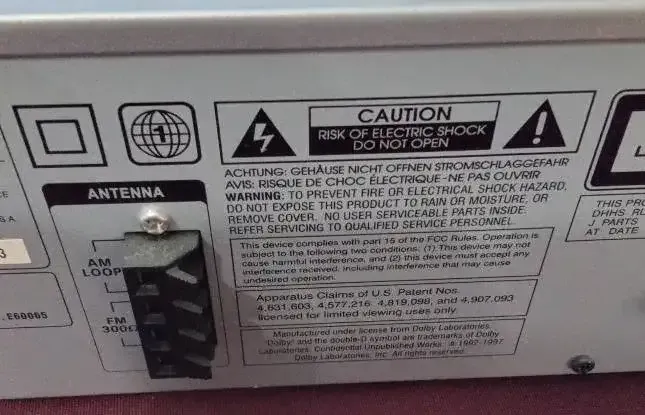 1
CAUTION
RISK OF ELECTRIC SHOCK
DO NOT OPEN
ACHTUNG: GEHÄUSE NICHT OFFNEN STROMSCHLAGGEFAHR
AVIS: RISQUE DE CHOC ÉLECTRIQUE-NE PAS OUVRIR
WARNING: TO PREVENT FIRE OR ELECTRICAL SHOCK HAZARD,
DO NOT EXPOSE THIS PRODUCT TO RAIN OR MOISTURE, OR
REMOVE COVER. NO USER SERVICEABLE PARTS INSIDE.
REFER SERVICING TO QUALIFIED SERVICE PERSONNEL.
This device complies with part 15 of the FCC Rules. Operation is
subject to the following two conditions: (1) This device may not
cause harmful interference, and (2) this device must accept any
interference received, including interference that may cause
undesired operation.
Apparatus Claims of U.S. Patent Nos.
4,631,603, 4,577,216, 4,819,098, and 4,907,093
licensed for limited viewing uses only.
Manufactured under license from Dolby Laboratories.
"Dolby" and the double-D symbol are trademarks of Dolby
Laboratories. Confidential Unpublished Works. © 1992-1997
Dolby Laboratories, Inc. All rights reserved.
ANTENNA
AM
LOOP
FM
300Ω
3
.E60065
THIS PRO
DHHS RU
J PARTS
AT DATE